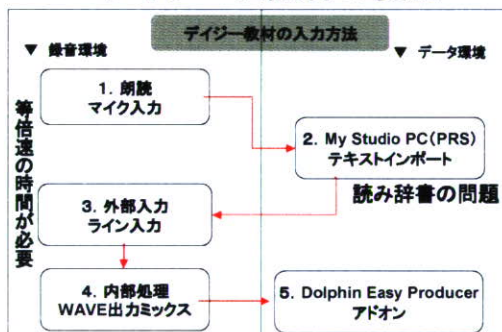 デイジー教材の入力方法
▼ 録音環境
▼ データ環境
等倍速の時間が必要
1. 朗読
マイク入力
2. My Studio PC(PRS)
テキストインポート
読み辞書の問題
3. 外部入力
ライン入力
4. 内部処理
WAVE出力ミックス
5. Dolphin Easy Producer
アドオン